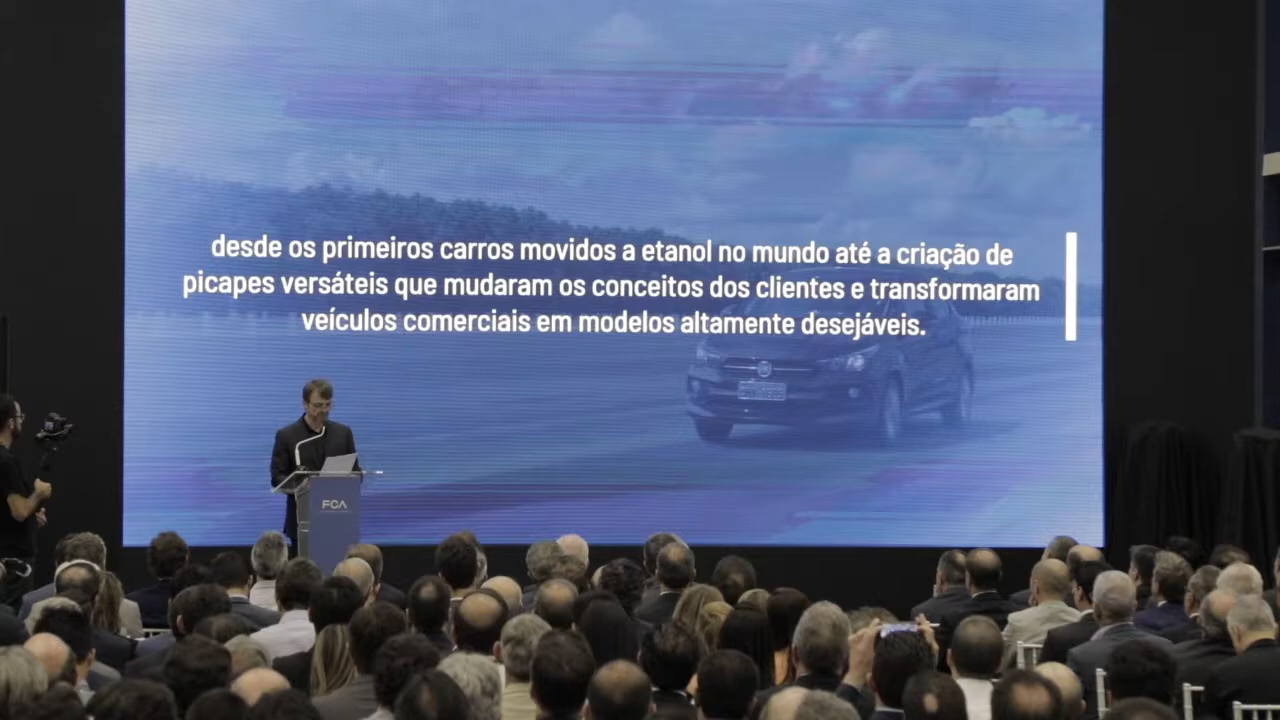 desde os primeiros carros movidos a etanol no mundo até a criação de
picapes versáteis que mudaram os conceitos dos clientes e transformaram
veículos comerciais em modelos altamente desejáveis.
FCA